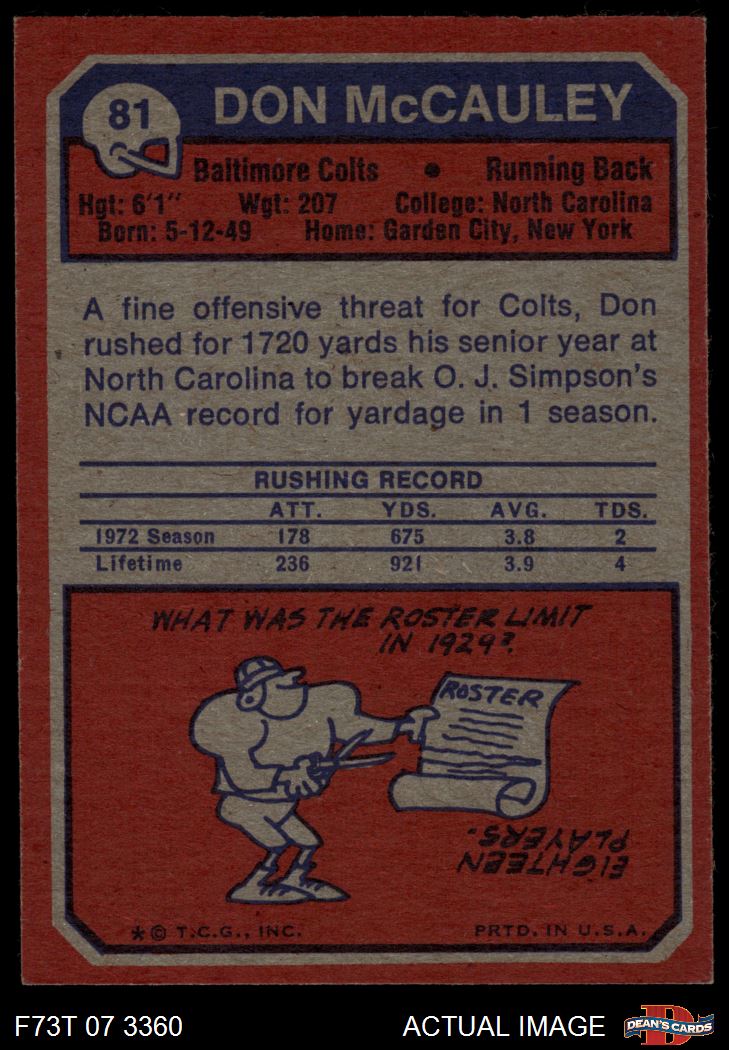 81
DON McCAULEY
Baltimore Colts • Running Back
Hgt: 6'1" Wgt: 207 College: North Carolina
Born: 5-12-49 Home: Garden City, New York
A fine offensive threat for Colts, Don
rushed for 1720 yards his senior year at
North Carolina to break O. J. Simpson's
NCAA record for yardage in 1 season.
RUSHING RECORD
ATT. YDS. AVG. TDS.
1972 Season 178 675 3.8 2
Lifetime 236 921 3.9 4
WHAT WAS THE ROSTER LIMIT
IN 1929?
ROSTER
EIGHTEEN
PLAYERS.
*© T.C.G., INC. PRTD. IN U.S.A.
F73T 07 3360 ACTUAL IMAGE
D
DEAN'S CARDS